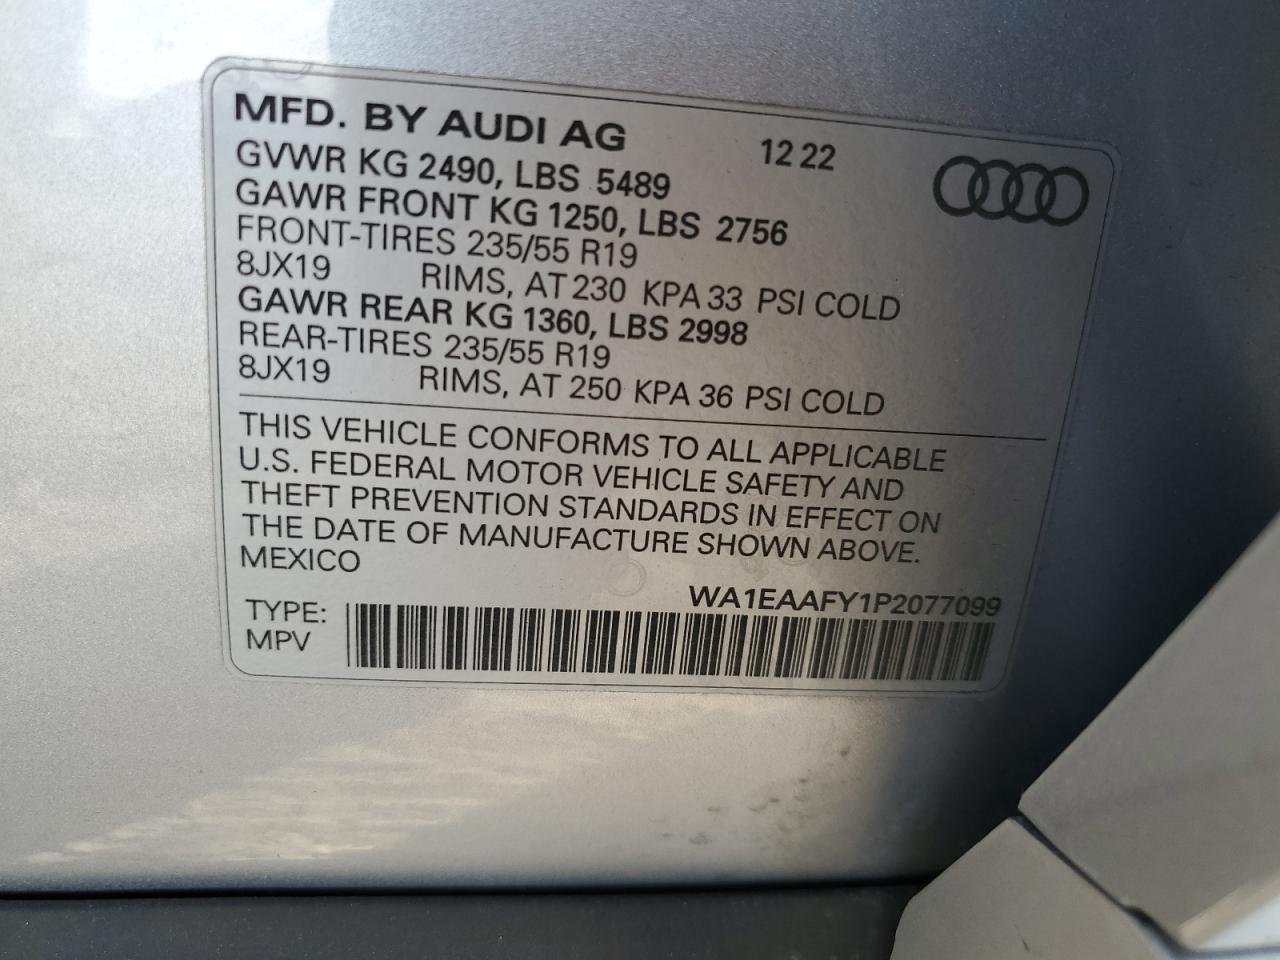 MFD. BY AUDI AG 12 22
GVWR KG 2490, LBS 5489
GAWR FRONT KG 1250, LBS 2756
FRONT-TIRES 235/55 R19
8JX19 RIMS, AT 230 KPA 33 PSI COLD
GAWR REAR KG 1360, LBS 2998
REAR-TIRES 235/55 R19
8JX19 RIMS, AT 250 KPA 36 PSI COLD
THIS VEHICLE CONFORMS TO ALL APPLICABLE
U.S. FEDERAL MOTOR VEHICLE SAFETY AND
THEFT PREVENTION STANDARDS IN EFFECT ON
THE DATE OF MANUFACTURE SHOWN ABOVE.
MEXICO
WA1EAAFY1P2077099
TYPE:
MPV